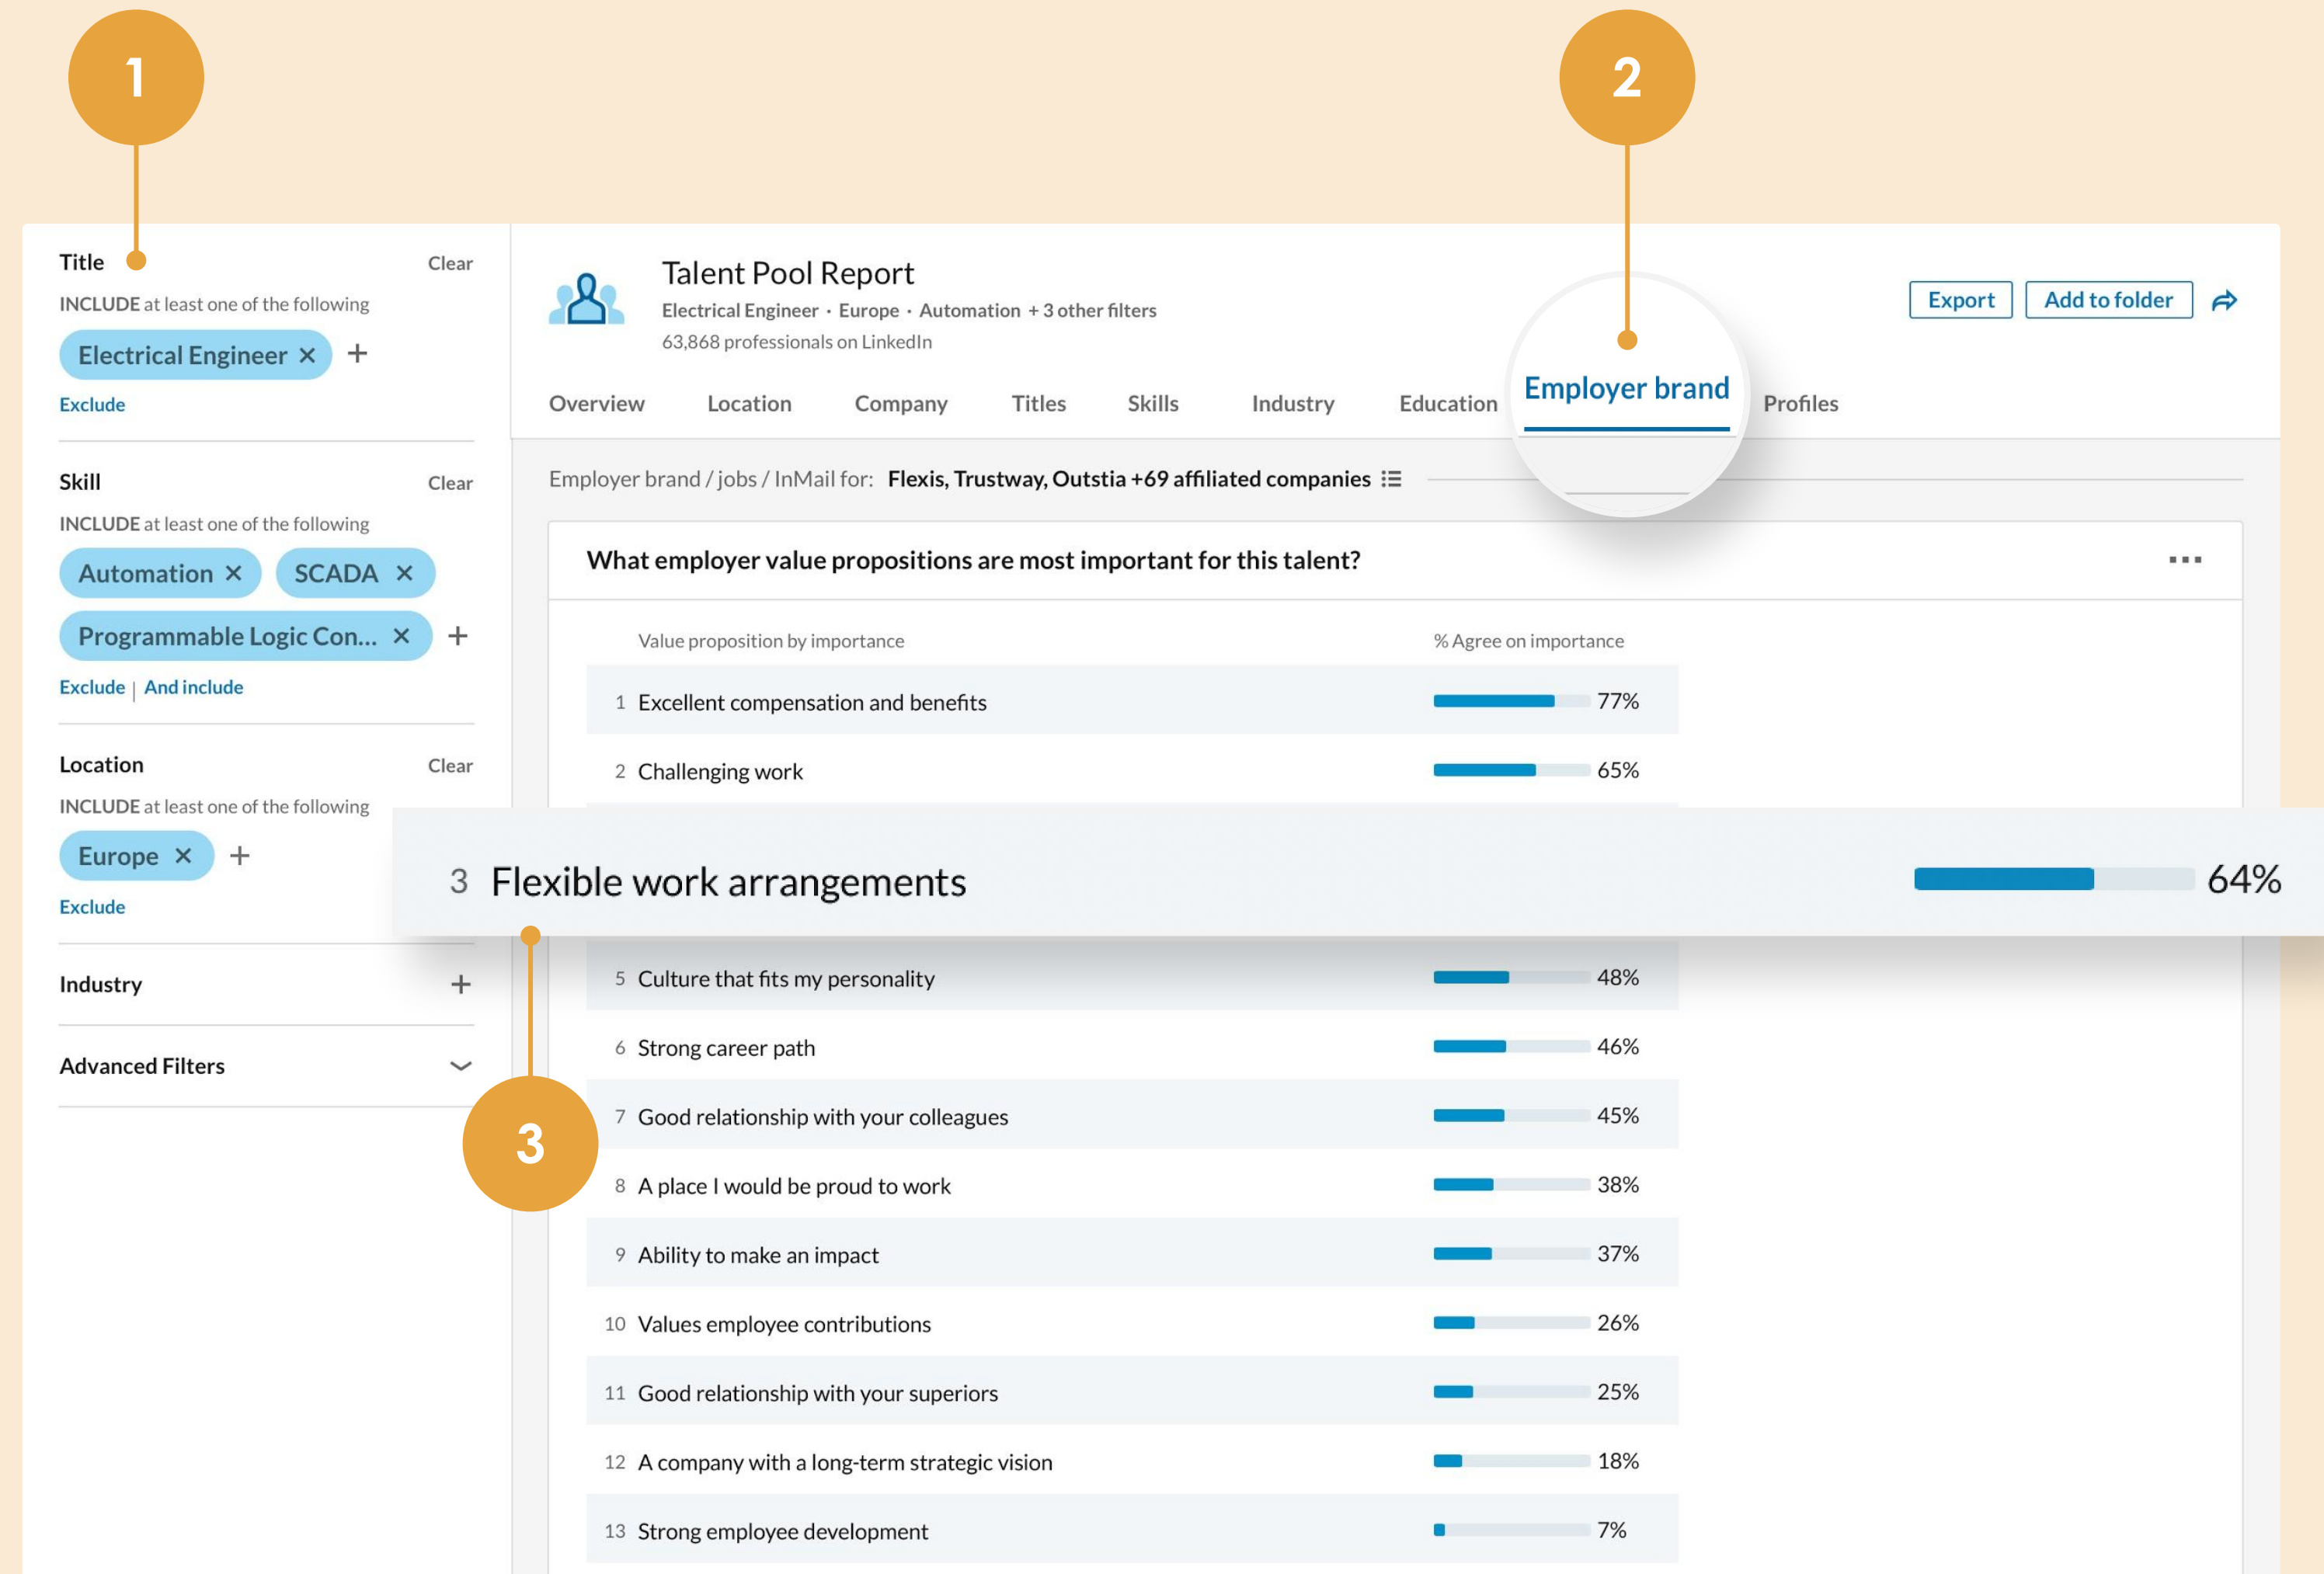 1
2
Title
Clear
INCLUDE at least one of the following
Electrical Engineer × +
Exclude
Skill
Clear
INCLUDE at least one of the following
Automation × SCADA ×
Programmable Logic Con... × +
Exclude | And include
Location
Clear
INCLUDE at least one of the following
Europe × +
Exclude
Industry +
Advanced Filters
Talent Pool Report
Electrical Engineer · Europe · Automation + 3 other filters
63,868 professionals on LinkedIn
Export Add to folder
Overview Location Company Titles Skills Industry Education Employer brand Profiles
Employer brand / jobs / InMail for: Flexis, Trustway, Outstia +69 affiliated companies
What employer value propositions are most important for this talent?
Value proposition by importance % Agree on importance
1 Excellent compensation and benefits 77%
2 Challenging work 65%
3 Flexible work arrangements 64%
5 Culture that fits my personality 48%
6 Strong career path 46%
7 Good relationship with your colleagues 45%
3
8 A place I would be proud to work 38%
9 Ability to make an impact 37%
10 Values employee contributions 26%
11 Good relationship with your superiors 25%
12 A company with a long-term strategic vision 18%
13 Strong employee development 7%